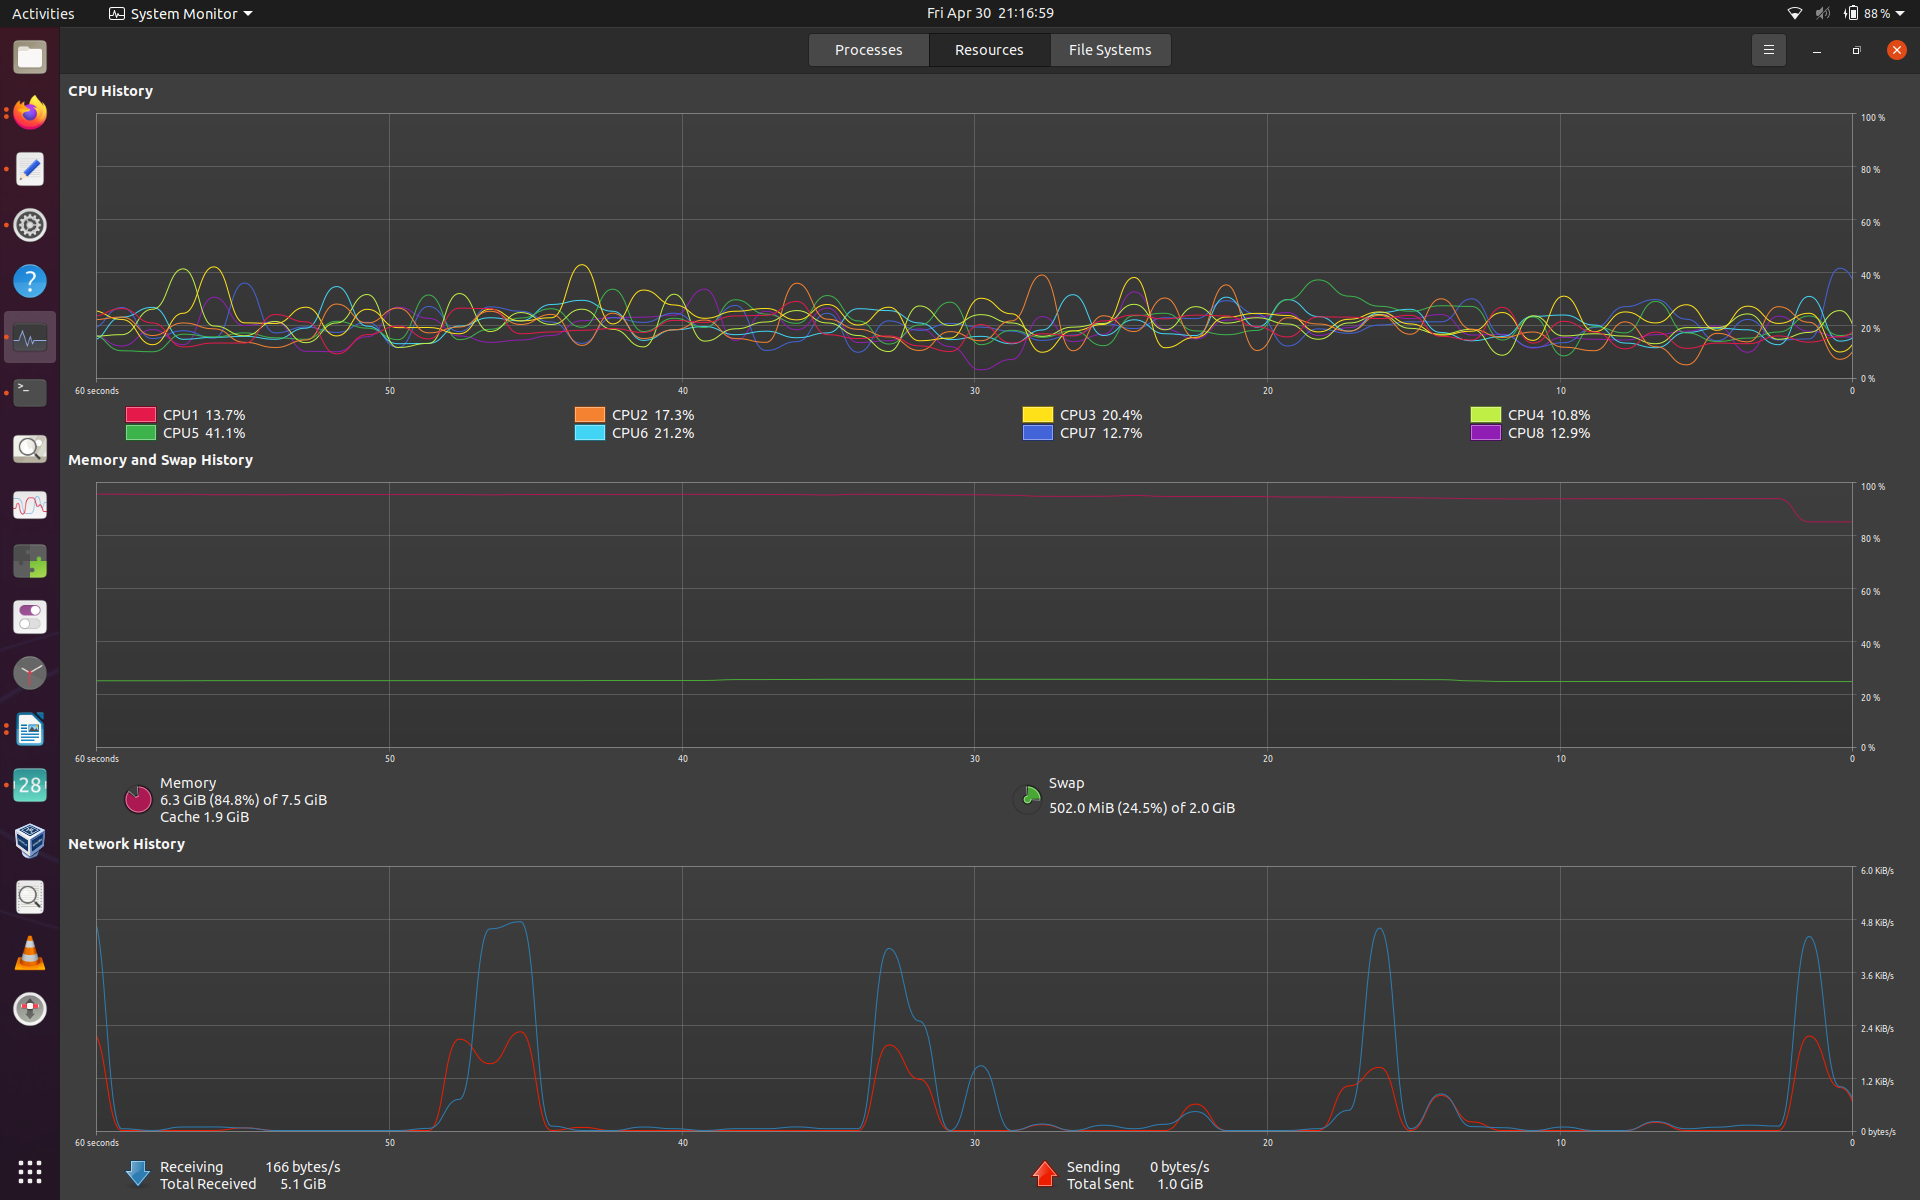 Activities System Monitor Fri Apr 30 21:16:59 88 %
Processes Resources File Systems
CPU History
100 %
80 %
60 %
40 %
20 %
0 %
60 seconds 50 40 30 20 10 0
CPU1 13.7% CPU2 17.3% CPU3 20.4% CPU4 10.8%
CPU5 41.1% CPU6 21.2% CPU7 12.7% CPU8 12.9%
Memory and Swap History
100 %
80 %
60 %
40 %
20 %
0 %
60 seconds 50 40 30 20 10 0
Memory
6.3 GiB (84.8%) of 7.5 GiB
Cache 1.9 GiB
Swap
502.0 MiB (24.5%) of 2.0 GiB
28
Network History
6.0 KiB/s
4.8 KiB/s
3.6 KiB/s
2.4 KiB/s
1.2 KiB/s
0 bytes/s
60 seconds 50 40 30 20 10 0
Receiving 166 bytes/s
Total Received 5.1 GiB
Sending 0 bytes/s
Total Sent 1.0 GiB